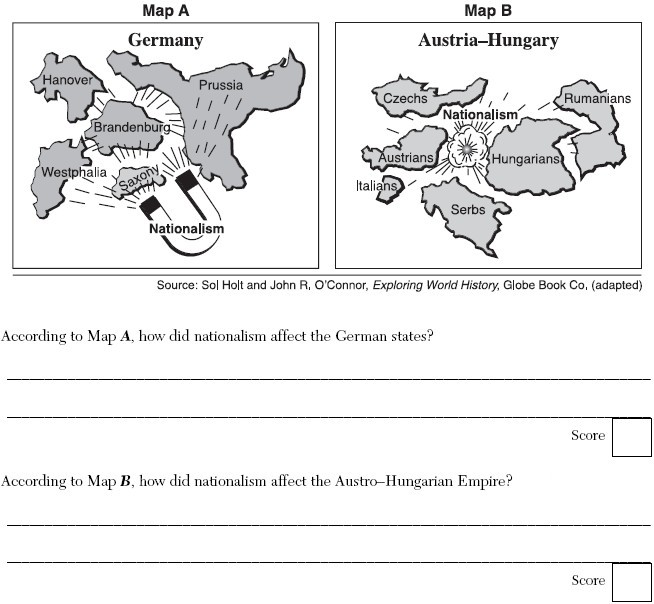 Map A
Map B
Germany
Austria–Hungary
Hanover
Prussia
Brandenburg
Westphalia
Saxony
Nationalism
Czechs
Nationalism
Rumanians
Austrians
Hungarians
Italians
Serbs
Source: Sol Holt and John R. O'Connor, Exploring World History, Globe Book Co. (adapted)
According to Map A, how did nationalism affect the German states?
Score
According to Map B, how did nationalism affect the Austro–Hungarian Empire?
Score